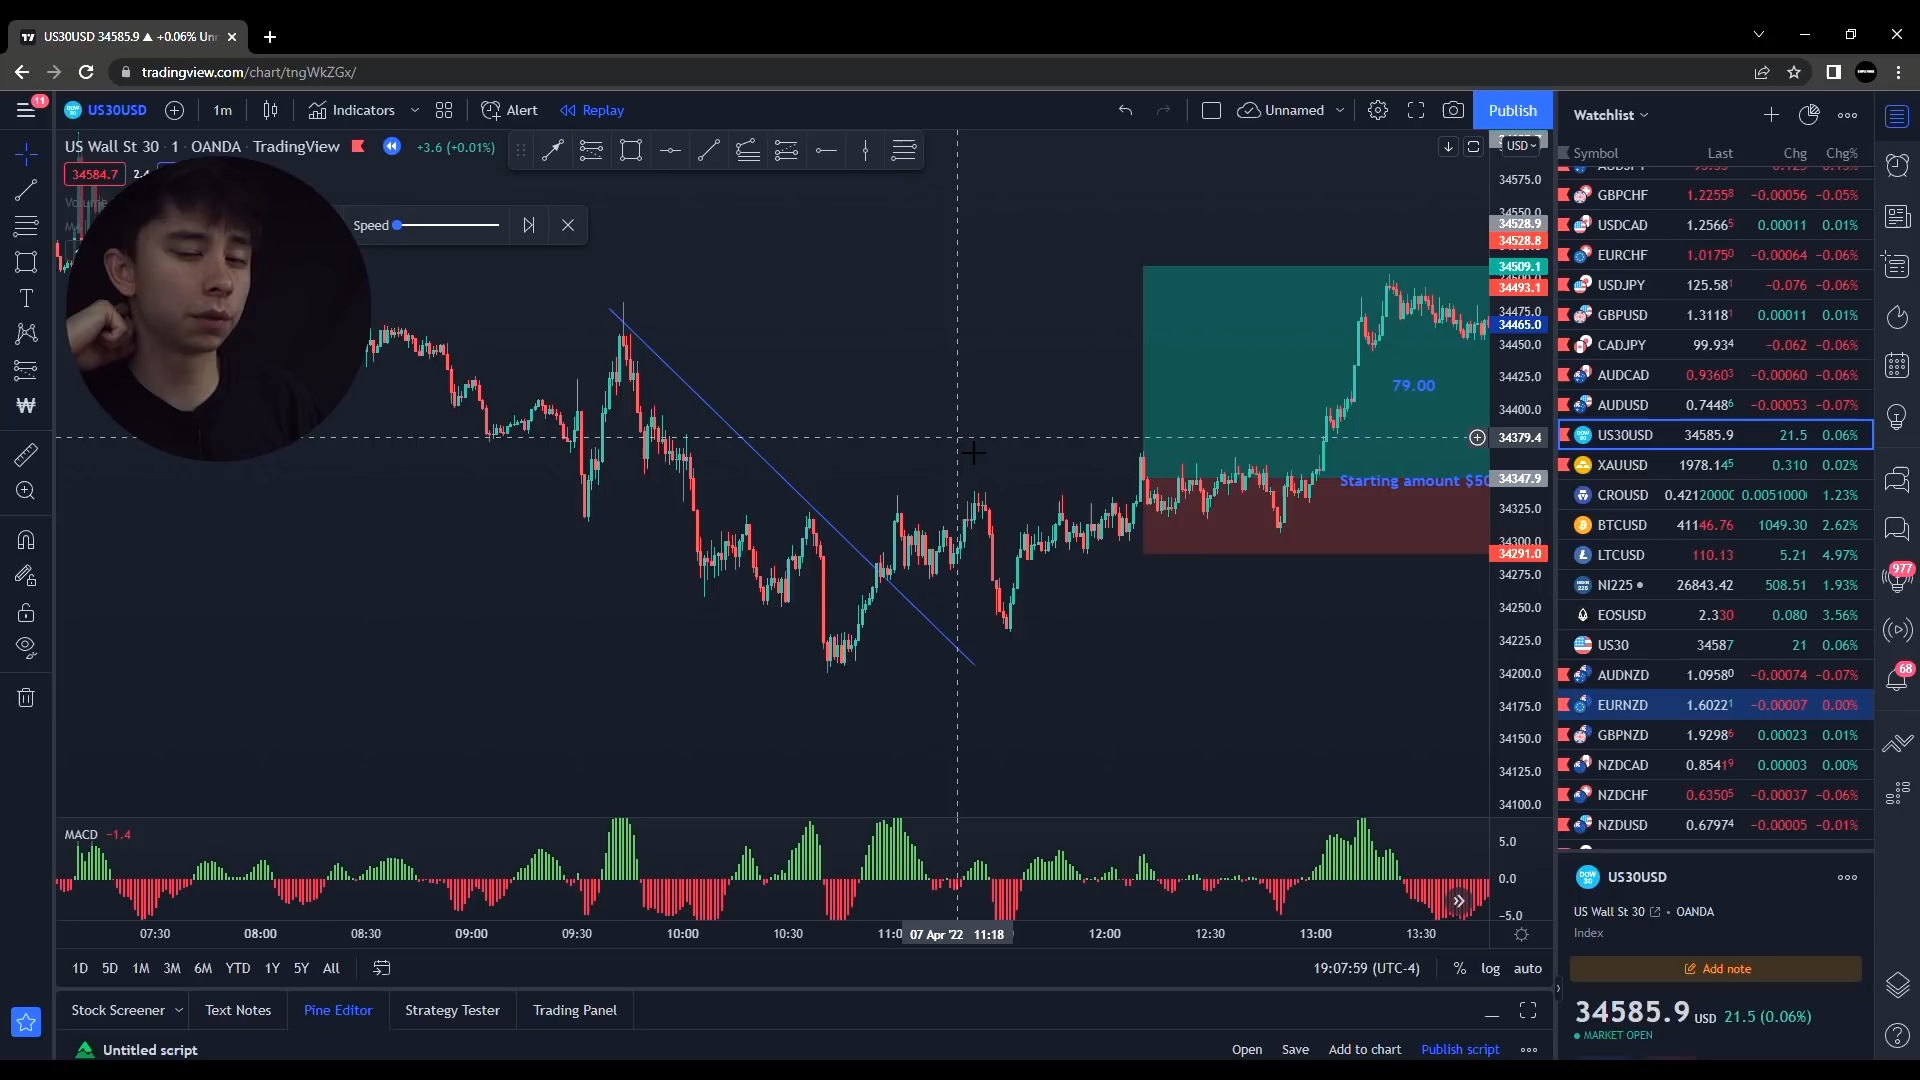 US30USD 34585.9 ▲ +0.06% Un
tradingview.com/chart/tngWkZGx/
11
US30USD
1m
Indicators
Alert
Replay
Unnamed
Publish
US Wall St 30 · 1 · OANDA · TradingView
+3.6 (+0.01%)
34584.7
2.4
Volume
Speed
USD
34575.0
34550.0
34528.9
34528.8
34509.1
34493.1
34475.0
34465.0
34450.0
34425.0
34400.0
34379.4
34347.9
34325.0
34300.0
34291.0
34275.0
34250.0
34225.0
34200.0
34175.0
34150.0
34125.0
34100.0
79.00
Starting amount $50
MACD −1.4
5.0
0.0
−5.0
07:30 08:00 08:30 09:00 09:30 10:00 10:30 11:0 07 Apr '22 11:18 12:00 12:30 13:00 13:30
1D 5D 1M 3M 6M YTD 1Y 5Y All
19:07:59 (UTC-4) % log auto
Stock Screener
Text Notes
Pine Editor
Strategy Tester
Trading Panel
Untitled script
Open Save Add to chart Publish script
Watchlist
Symbol Last Chg Chg%
GBPCHF 1.22558 −0.00056 −0.05%
USDCAD 1.25665 0.00011 0.01%
EURCHF 1.01750 −0.00064 −0.06%
USDJPY 125.581 −0.076 −0.06%
GBPUSD 1.31181 0.00011 0.01%
CADJPY 99.934 −0.062 −0.06%
AUDCAD 0.93603 −0.00060 −0.06%
AUDUSD 0.74486 −0.00053 −0.07%
US30USD 34585.9 21.5 0.06%
XAUUSD 1978.145 0.310 0.02%
CROUSD 0.42120000 0.0051000 1.23%
BTCUSD 41146.76 1049.30 2.62%
LTCUSD 110.13 5.21 4.97%
NI225 26843.42 508.51 1.93%
EOSUSD 2.330 0.080 3.56%
US30 34587 21 0.06%
AUDNZD 1.09580 −0.00074 −0.07%
EURNZD 1.60221 −0.00007 0.00%
GBPNZD 1.92986 0.00023 0.01%
NZDCAD 0.85419 0.00003 0.00%
NZDCHF 0.63505 −0.00037 −0.06%
NZDUSD 0.67974 −0.00005 −0.01%
US30USD
US Wall St 30 • OANDA
Index
Add note
34585.9 USD 21.5 (0.06%)
MARKET OPEN
977
68